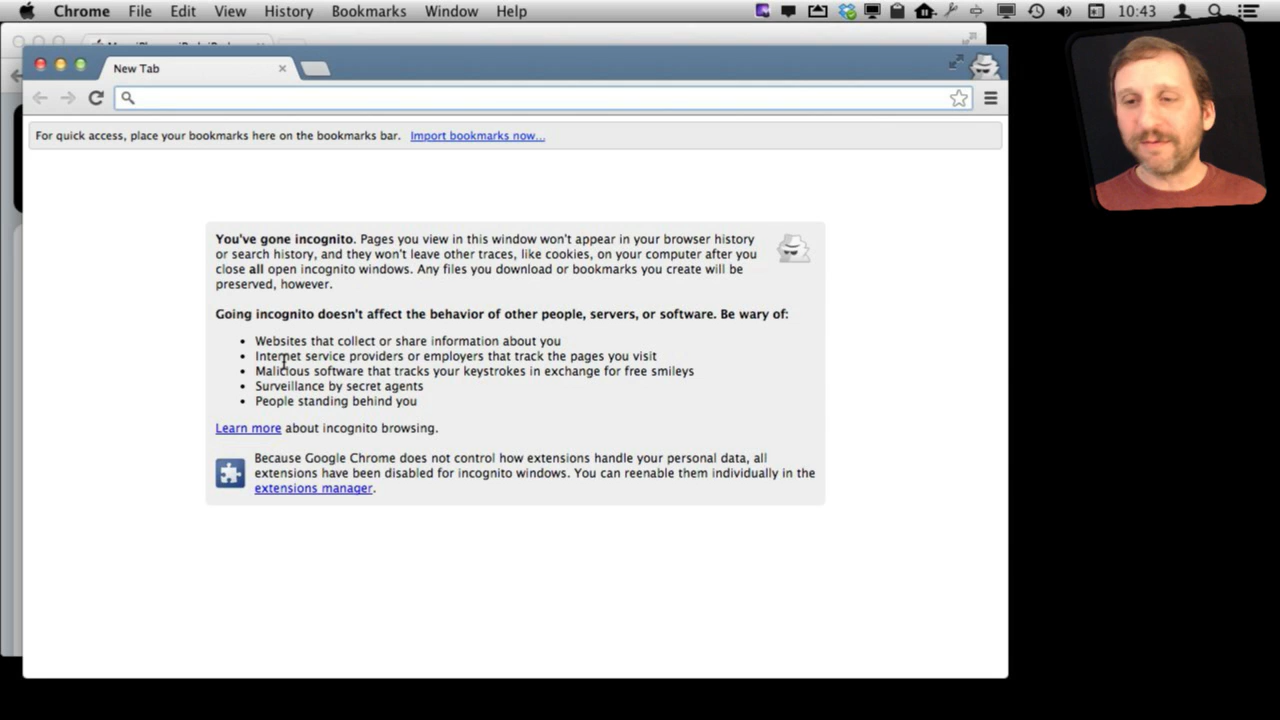 Chrome File Edit View History Bookmarks Window Help 10:43
New Tab
For quick access, place your bookmarks here on the bookmarks bar. Import bookmarks now...
You've gone incognito. Pages you view in this window won't appear in your browser history
or search history, and they won't leave other traces, like cookies, on your computer after you
close all open incognito windows. Any files you download or bookmarks you create will be
preserved, however.
Going incognito doesn't affect the behavior of other people, servers, or software. Be wary of:
• Websites that collect or share information about you
• Internet service providers or employers that track the pages you visit
• Malicious software that tracks your keystrokes in exchange for free smileys
• Surveillance by secret agents
• People standing behind you
Learn more about incognito browsing.
Because Google Chrome does not control how extensions handle your personal data, all
extensions have been disabled for incognito windows. You can reenable them individually in the
extensions manager.